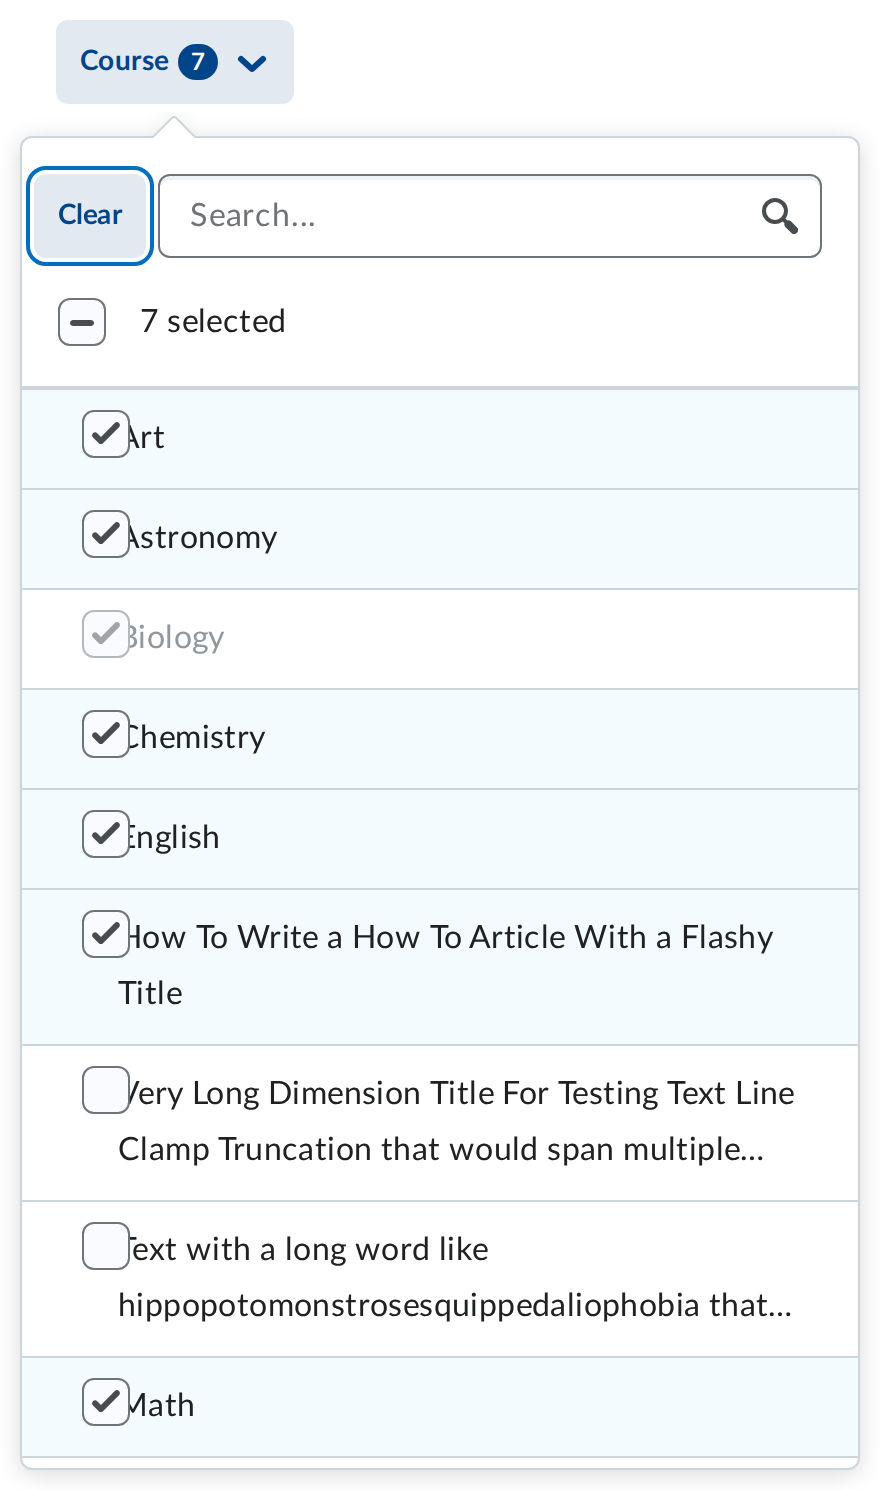 Course 7
Clear
Search...
7 selected
Art
Astronomy
Biology
Chemistry
English
How To Write a How To Article With a Flashy
Title
Very Long Dimension Title For Testing Text Line
Clamp Truncation that would span multiple...
Text with a long word like
hippopotomonstrosesquippedaliophobia that...
Math